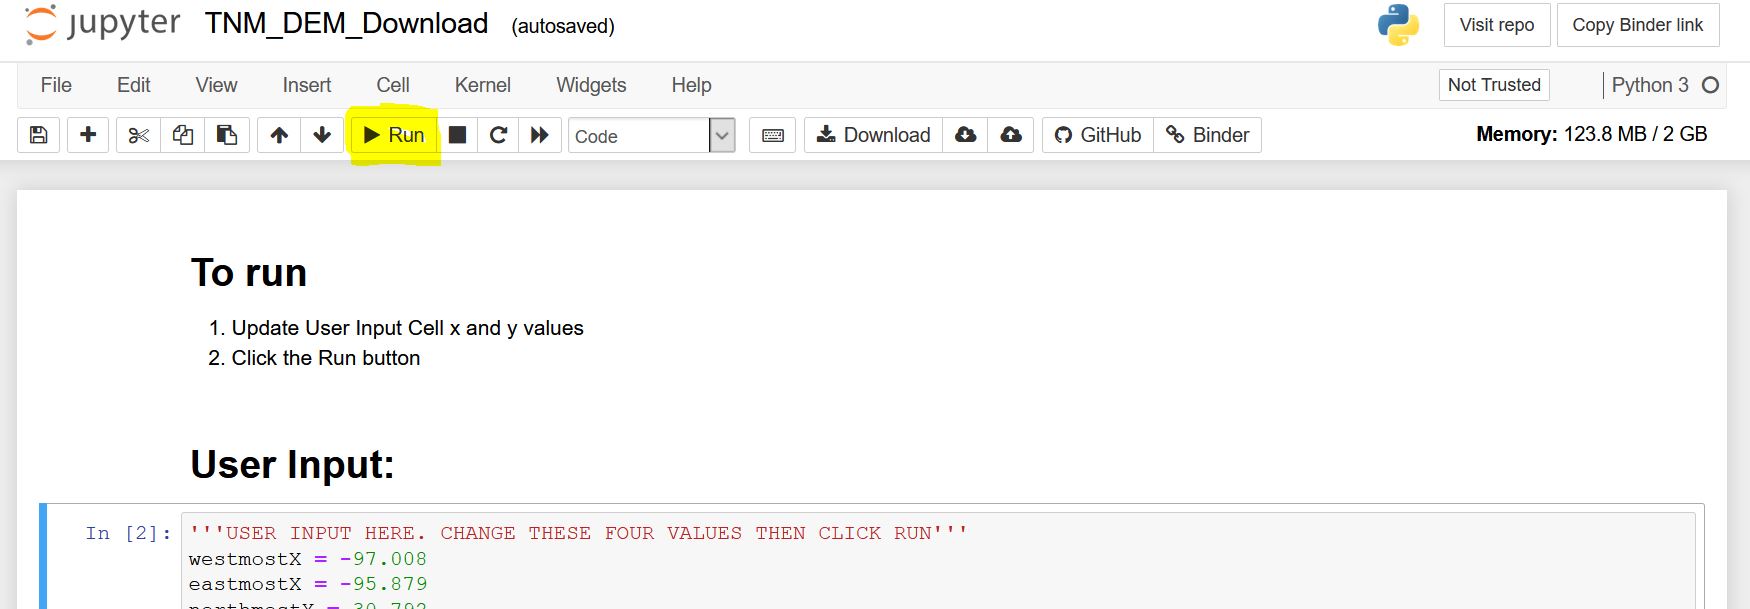 jupyter TNM_DEM_Download (autosaved) Visit repo Copy Binder link
File Edit View Insert Cell Kernel Widgets Help Not Trusted Python 3
Run Code Download GitHub Binder Memory: 123.8 MB / 2 GB
To run
1. Update User Input Cell x and y values
2. Click the Run button
User Input:
In [2]: '''USER INPUT HERE. CHANGE THESE FOUR VALUES THEN CLICK RUN'''
westmostX = -97.008
eastmostX = -95.879
northmostX = 30.792